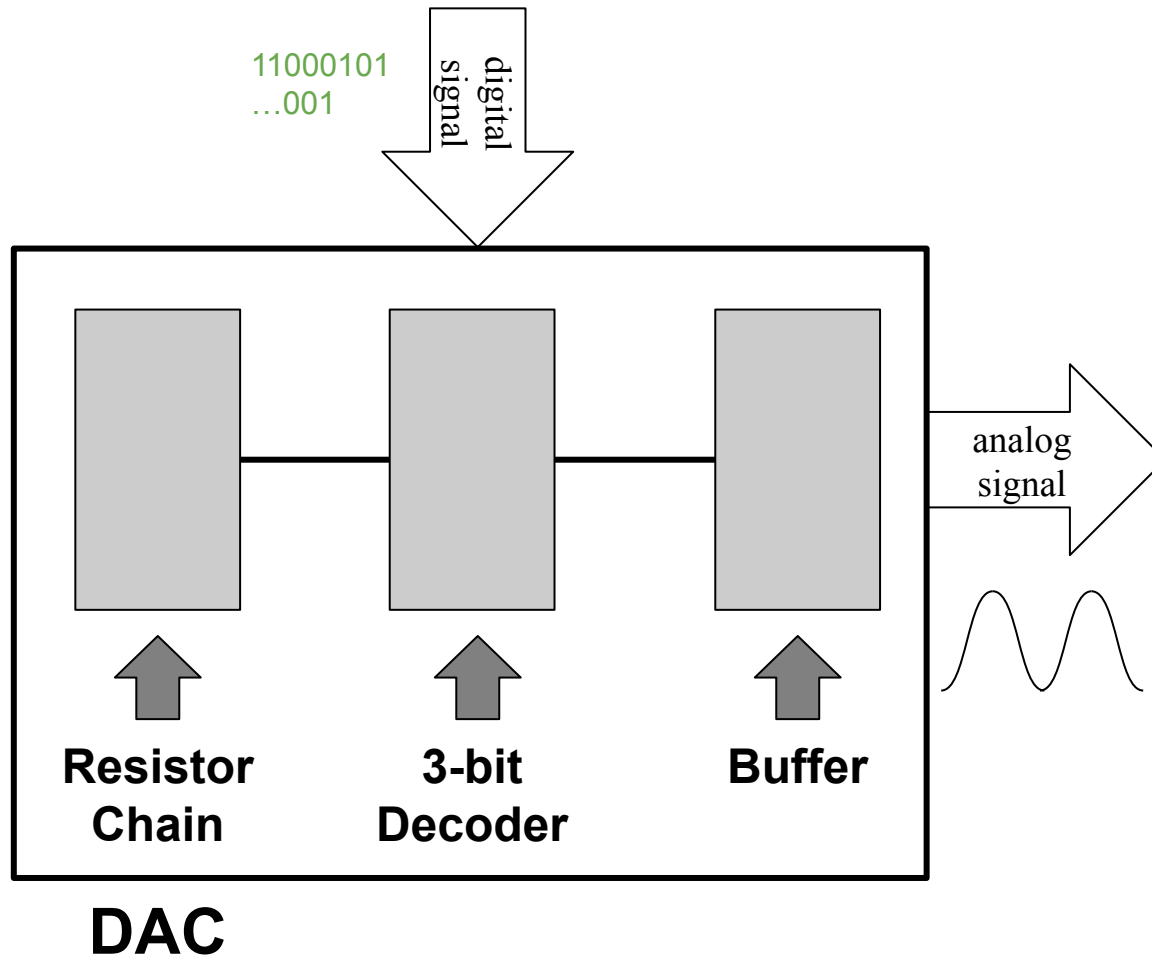 11000101
…001
digital
signal
analog
signal
Resistor
Chain
3-bit
Decoder
Buffer
DAC